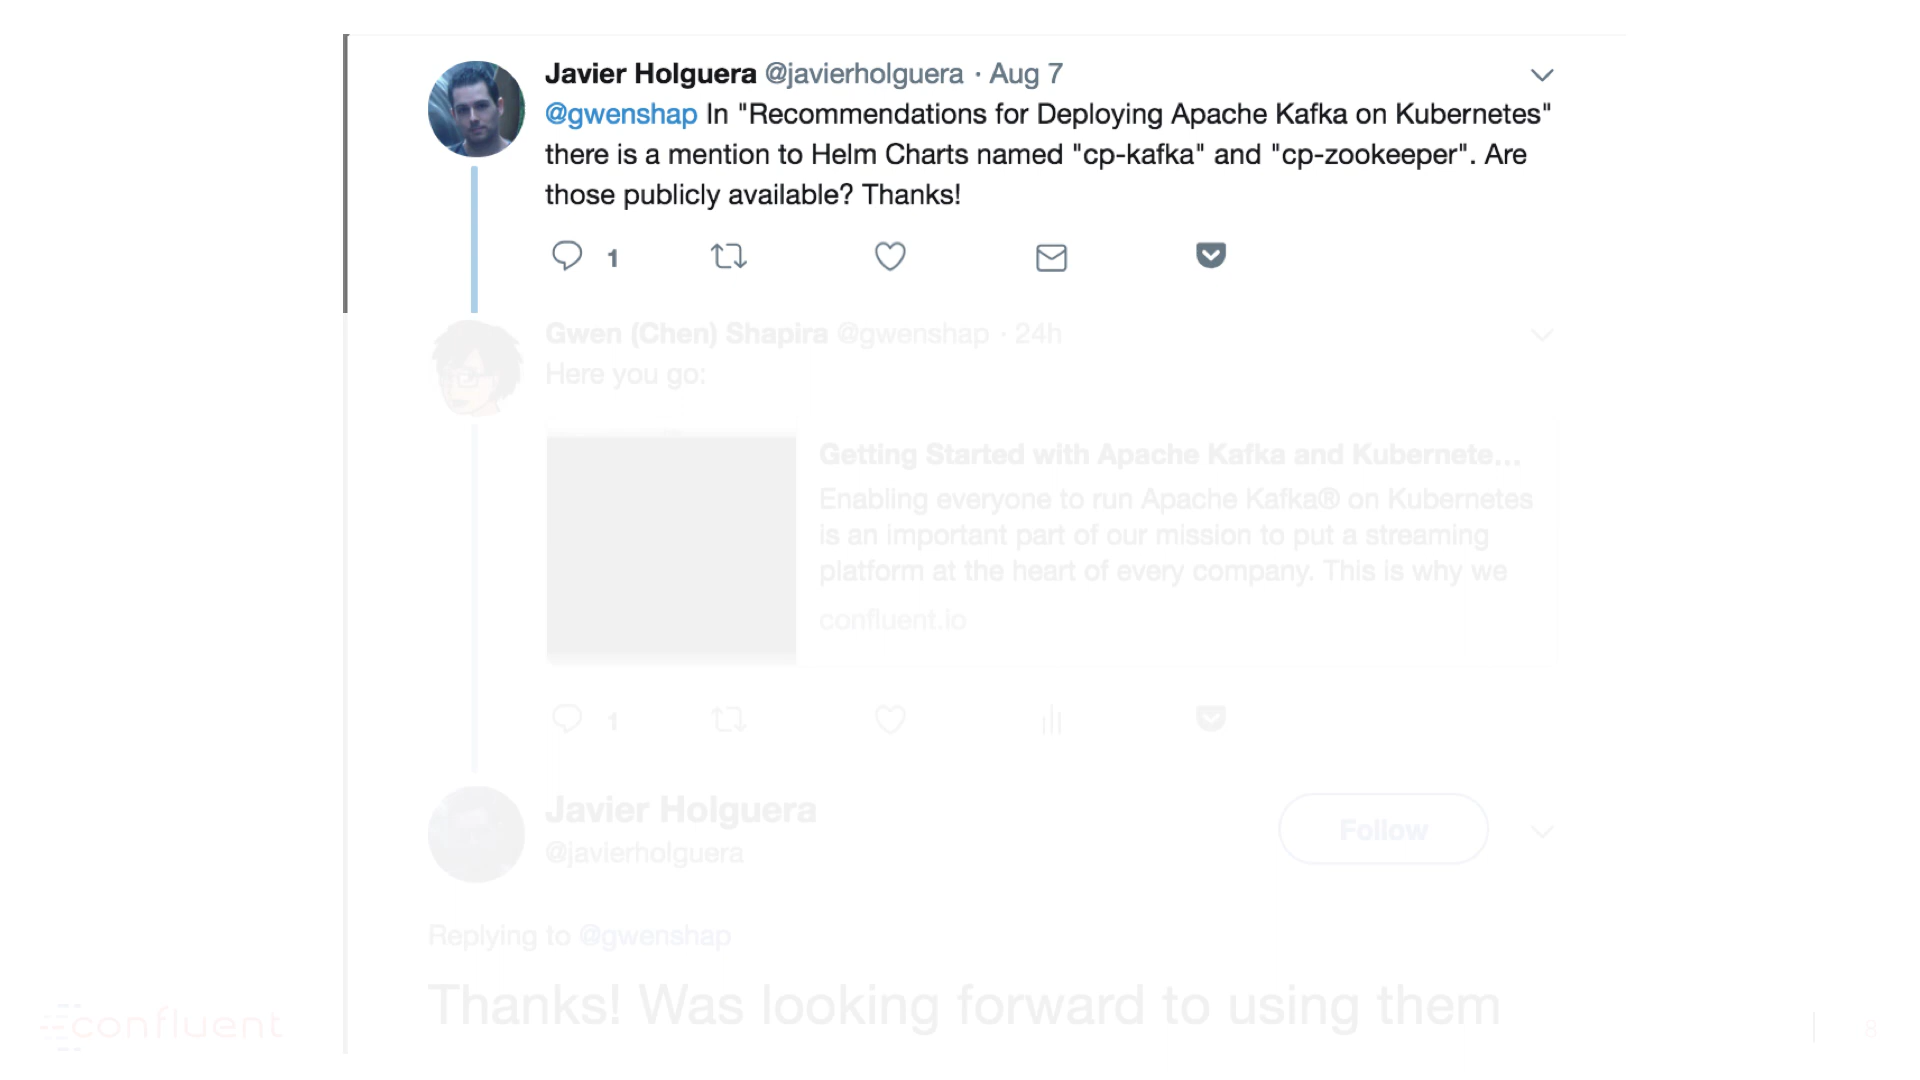 Javier Holguera @javierholguera · Aug 7
@gwenshap In "Recommendations for Deploying Apache Kafka on Kubernetes"
there is a mention to Helm Charts named "cp-kafka" and "cp-zookeeper". Are
those publicly available? Thanks!
1
Gwen (Chen) Shapira @gwenshap · 24h
Here you go:
Getting Started with Apache Kafka and Kubernete...
Enabling everyone to run Apache Kafka® on Kubernetes
is an important part of our mission to put a streaming
platform at the heart of every company. This is why we
confluent.io
1
Javier Holguera
@javierholguera
Follow
Replying to @gwenshap
Thanks! Was looking forward to using them
confluent
8